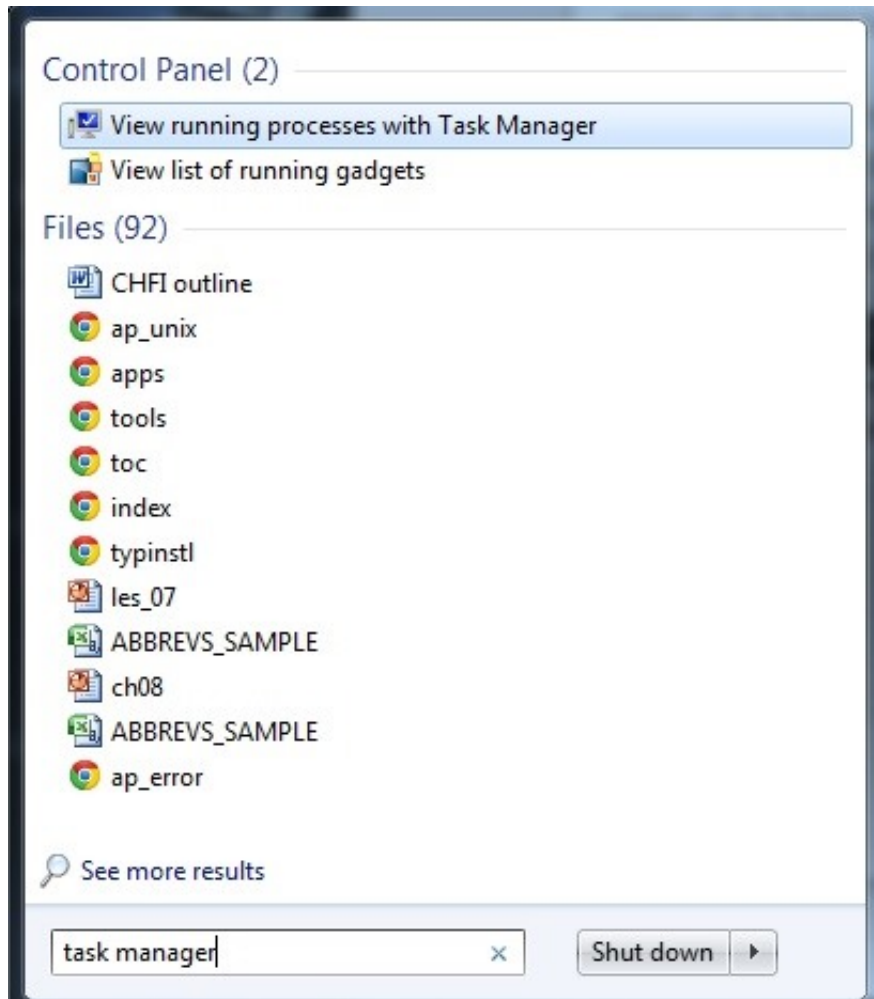 Control Panel (2)
View running processes with Task Manager
View list of running gadgets
Files (92)
CHFI outline
ap_unix
apps
tools
toc
index
typinstl
les_07
ABBREVS_SAMPLE
ch08
ABBREVS_SAMPLE
ap_error
See more results
task manager
Shut down